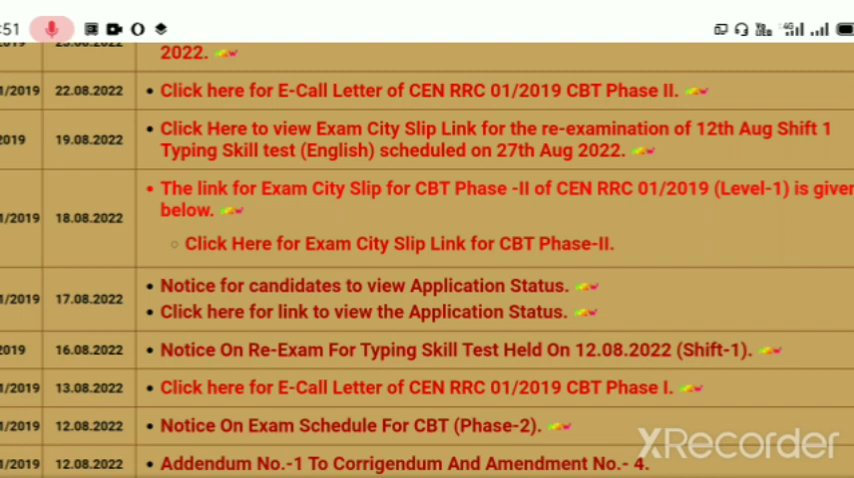 :51
2022.
1/2019 22.08.2022 • Click here for E-Call Letter of CEN RRC 01/2019 CBT Phase II.
2019 19.08.2022 • Click Here to view Exam City Slip Link for the re-examination of 12th Aug Shift 1
Typing Skill test (English) scheduled on 27th Aug 2022.
1/2019 18.08.2022 • The link for Exam City Slip for CBT Phase -II of CEN RRC 01/2019 (Level-1) is given
below.
○ Click Here for Exam City Slip Link for CBT Phase-II.
1/2019 17.08.2022 • Notice for candidates to view Application Status.
• Click here for link to view the Application Status.
2019 16.08.2022 • Notice On Re-Exam For Typing Skill Test Held On 12.08.2022 (Shift-1).
1/2019 13.08.2022 • Click here for E-Call Letter of CEN RRC 01/2019 CBT Phase I.
1/2019 12.08.2022 • Notice On Exam Schedule For CBT (Phase-2).
1/2019 12.08.2022 • Addendum No.-1 To Corrigendum And Amendment No.- 4.
XRecorder